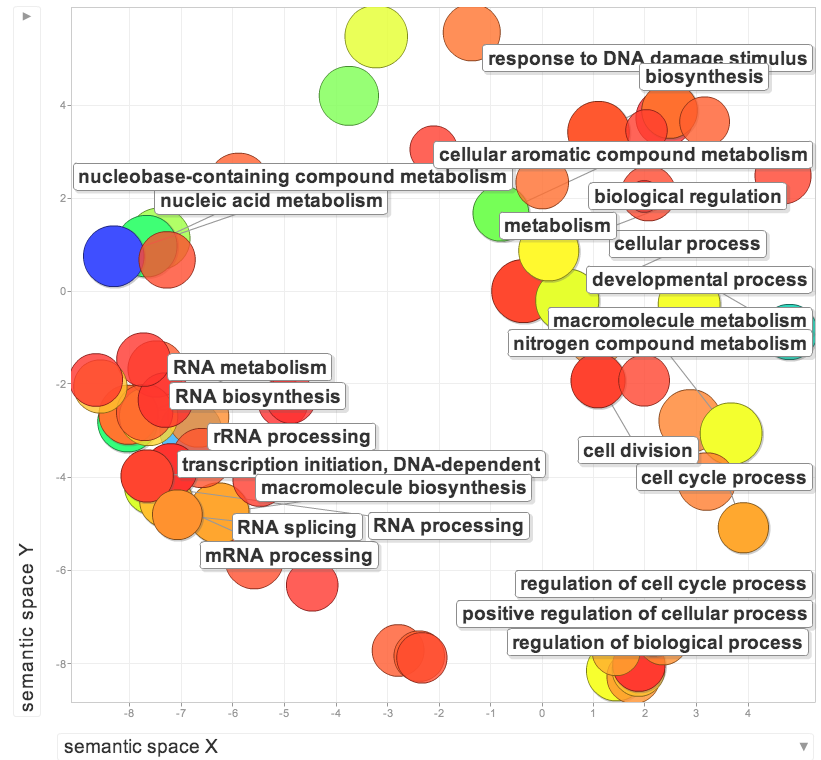 ▶
response to DNA damage stimulus
biosynthesis
4
cellular aromatic compound metabolism
nucleobase-containing compound metabolism
biological regulation
2
nucleic acid metabolism
metabolism
cellular process
developmental process
0
macromolecule metabolism
nitrogen compound metabolism
RNA metabolism
-2
RNA biosynthesis
rRNA processing
cell division
transcription initiation, DNA-dependent
-4
cell cycle process
macromolecule biosynthesis
RNA splicing
RNA processing
mRNA processing
-6
regulation of cell cycle process
positive regulation of cellular process
regulation of biological process
-8
semantic space Y
-8 -7 -6 -5 -4 -3 -2 -1 0 1 2 3 4
semantic space X ▼